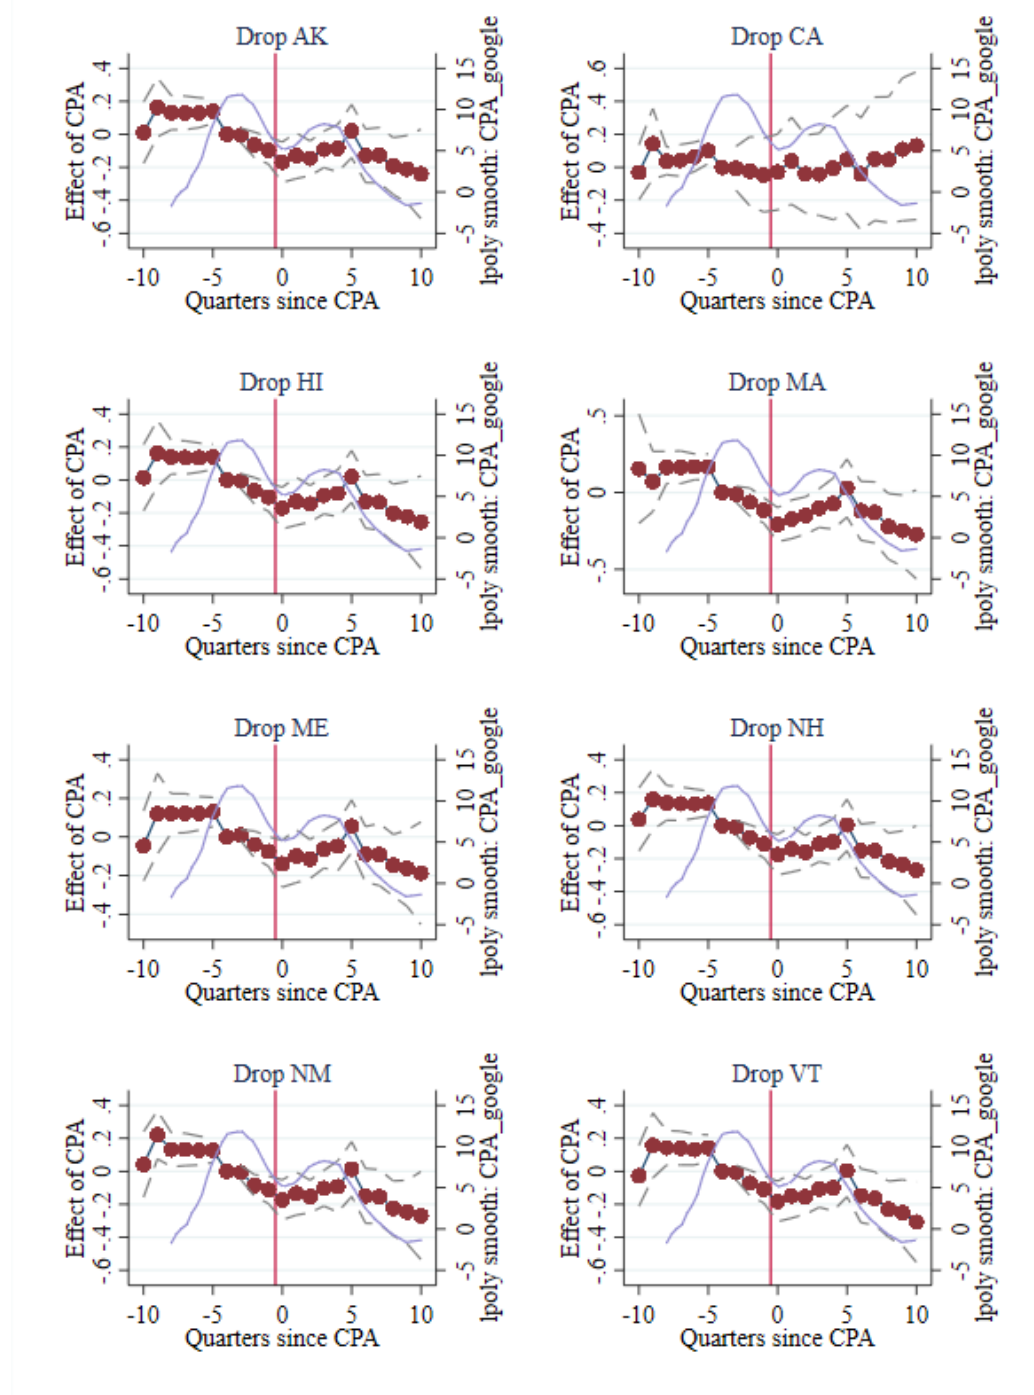 Drop AK
Effect of CPA
.4
.2
0
-.2
-.4
-.6
15
10
5
0
-5
lpoly smooth: CPA_google
-10 -5 0 5 10
Quarters since CPA
Drop CA
Effect of CPA
.6
.4
.2
0
-.2
-.4
15
10
5
0
-5
lpoly smooth: CPA_google
-10 -5 0 5 10
Quarters since CPA
Drop HI
Effect of CPA
.4
.2
0
-.2
-.4
-.6
15
10
5
0
-5
lpoly smooth: CPA_google
-10 -5 0 5 10
Quarters since CPA
Drop MA
Effect of CPA
.5
0
-.5
15
10
5
0
-5
lpoly smooth: CPA_google
-10 -5 0 5 10
Quarters since CPA
Drop ME
Effect of CPA
.4
.2
0
-.2
-.4
15
10
5
0
-5
lpoly smooth: CPA_google
-10 -5 0 5 10
Quarters since CPA
Drop NH
Effect of CPA
.4
.2
0
-.2
-.4
-.6
15
10
5
0
-5
lpoly smooth: CPA_google
-10 -5 0 5 10
Quarters since CPA
Drop NM
Effect of CPA
.4
.2
0
-.2
-.4
-.6
15
10
5
0
-5
lpoly smooth: CPA_google
-10 -5 0 5 10
Quarters since CPA
Drop VT
Effect of CPA
.4
.2
0
-.2
-.4
-.6
15
10
5
0
-5
lpoly smooth: CPA_google
-10 -5 0 5 10
Quarters since CPA